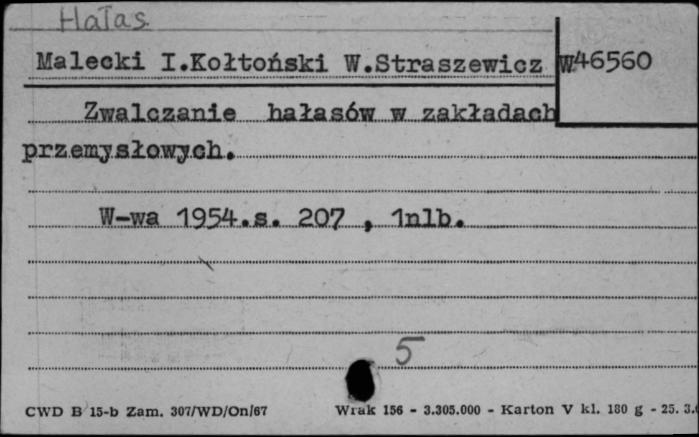 Hałas
Malecki I.Kołtoński W.Straszewicz W46560
Zwalczanie hałasów w zakładach
przemysłowych.
W-wa 1954.s. 207 , 1nlb.
5
CWD B 15-b Zam. 307/WD/On/67 Wrak 156 - 3.305.000 - Karton V kl. 180 g - 25. 3.